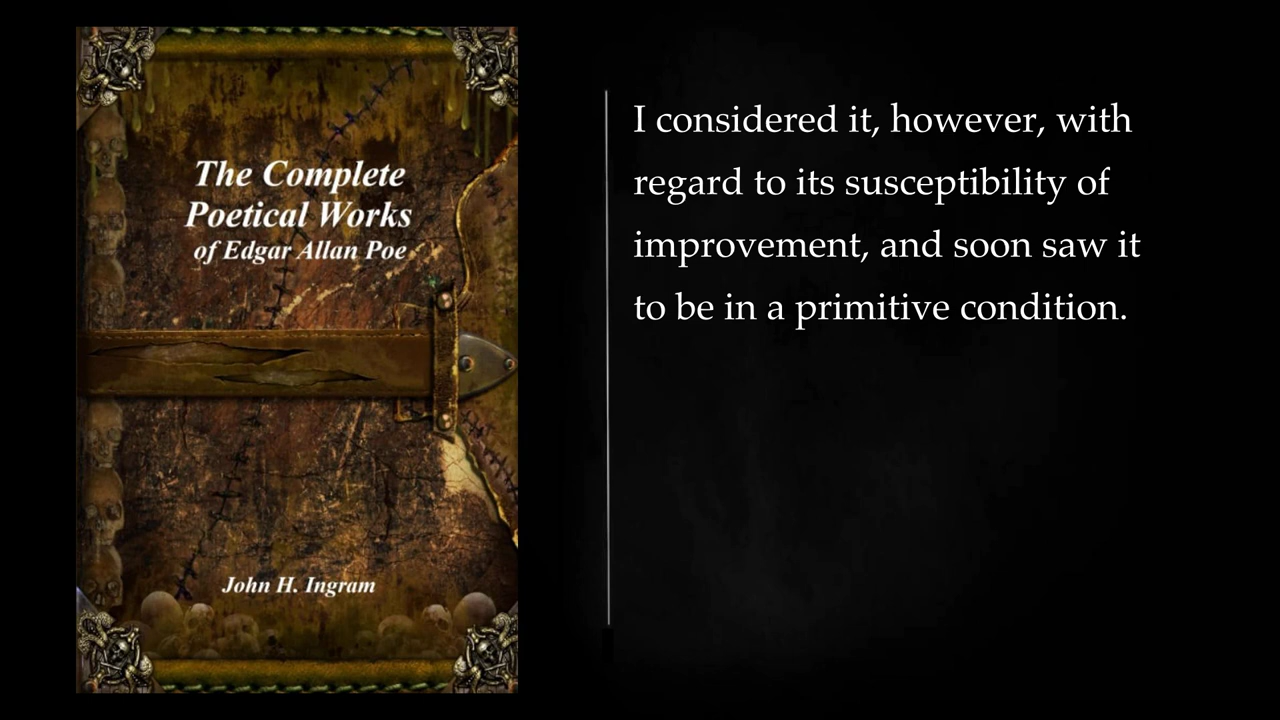 The Complete
Poetical Works
of Edgar Allan Poe
John H. Ingram
I considered it, however, with
regard to its susceptibility of
improvement, and soon saw it
to be in a primitive condition.